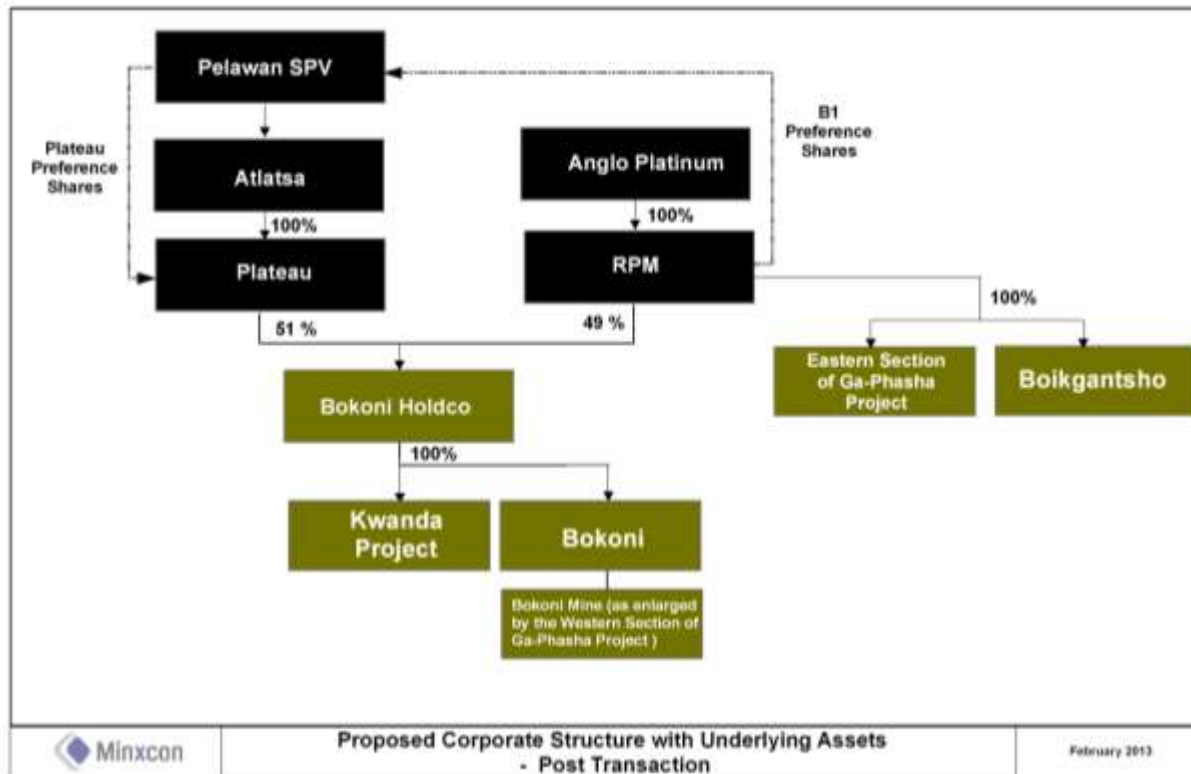 Pelawan SPV
Plateau
Preference
Shares
B1
Preference
Shares
Atlatsa
Anglo Platinum
100%
100%
Plateau
RPM
100%
51 %
49 %
Eastern Section
of Ga-Phasha
Project
Boikgantsho
Bokoni Holdco
100%
Kwanda
Project
Bokoni
Bokoni Mine (as enlarged
by the Western Section of
Ga-Phasha Project )
Minxcon
Proposed Corporate Structure with Underlying Assets
- Post Transaction
February 2013